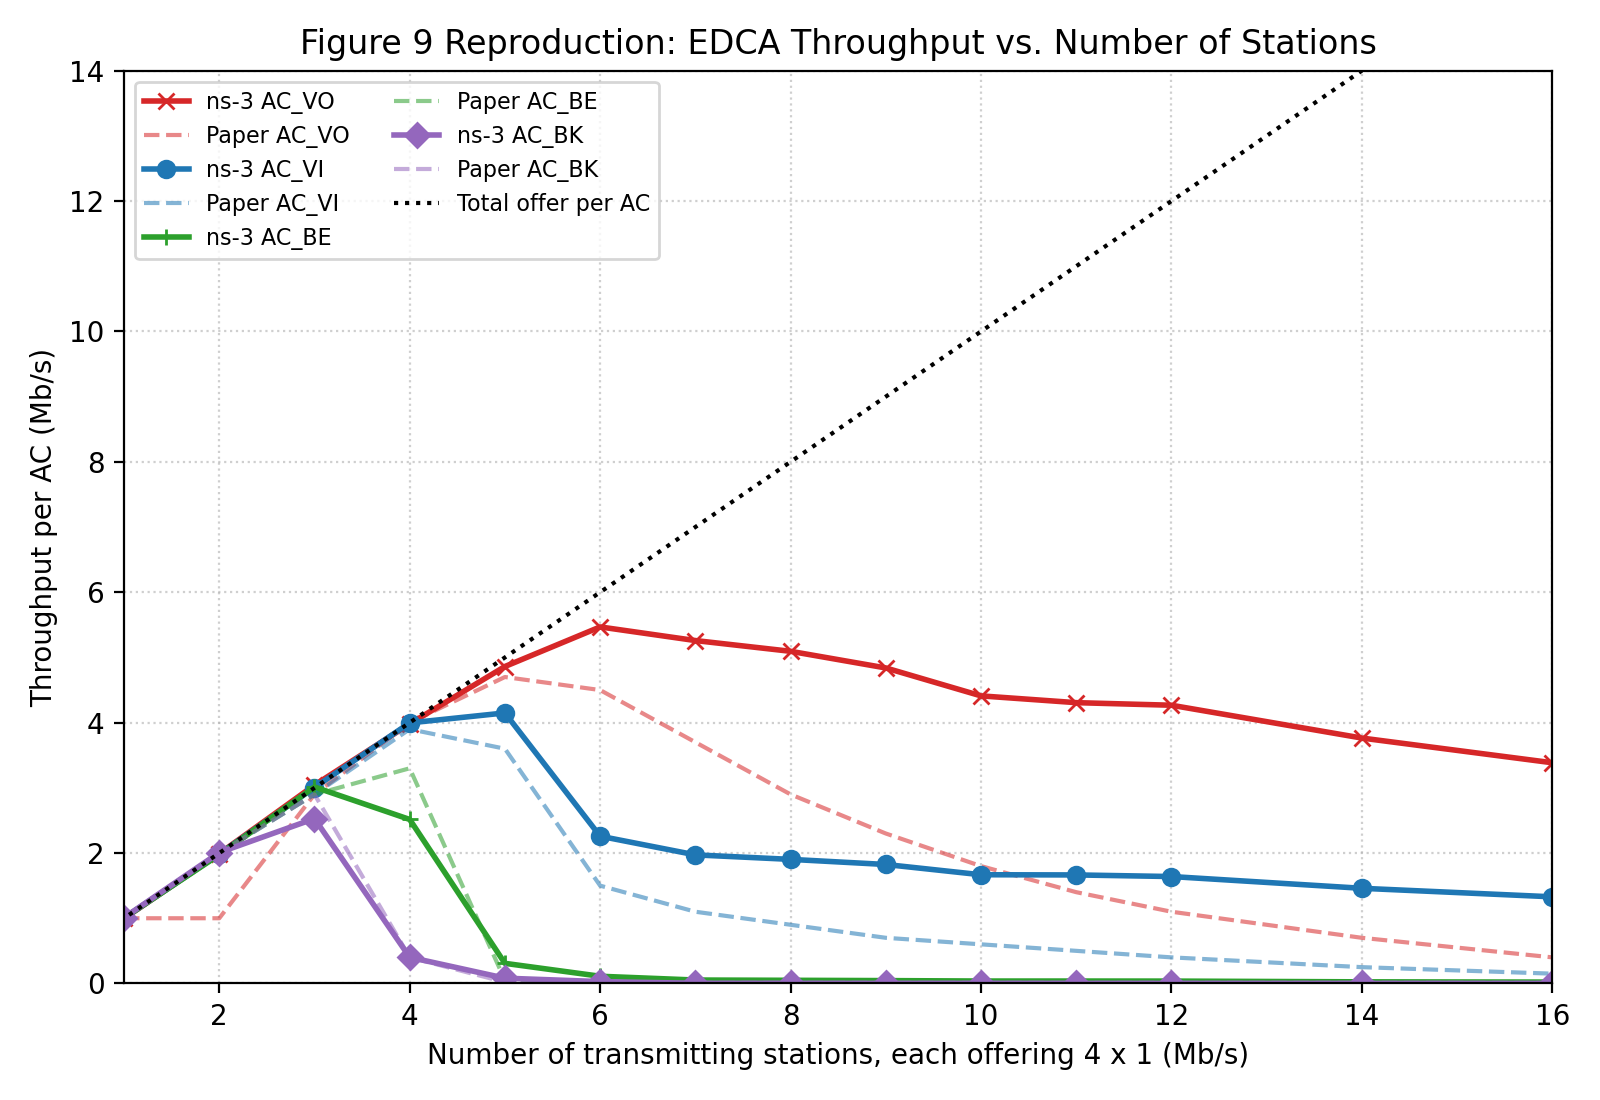 Figure 9 Reproduction: EDCA Throughput vs. Number of Stations
ns-3 AC_VO
Paper AC_VO
ns-3 AC_VI
Paper AC_VI
ns-3 AC_BE
Paper AC_BE
ns-3 AC_BK
Paper AC_BK
Total offer per AC
Throughput per AC (Mb/s)
14
12
10
8
6
4
2
0
2 4 6 8 10 12 14 16
Number of transmitting stations, each offering 4 x 1 (Mb/s)